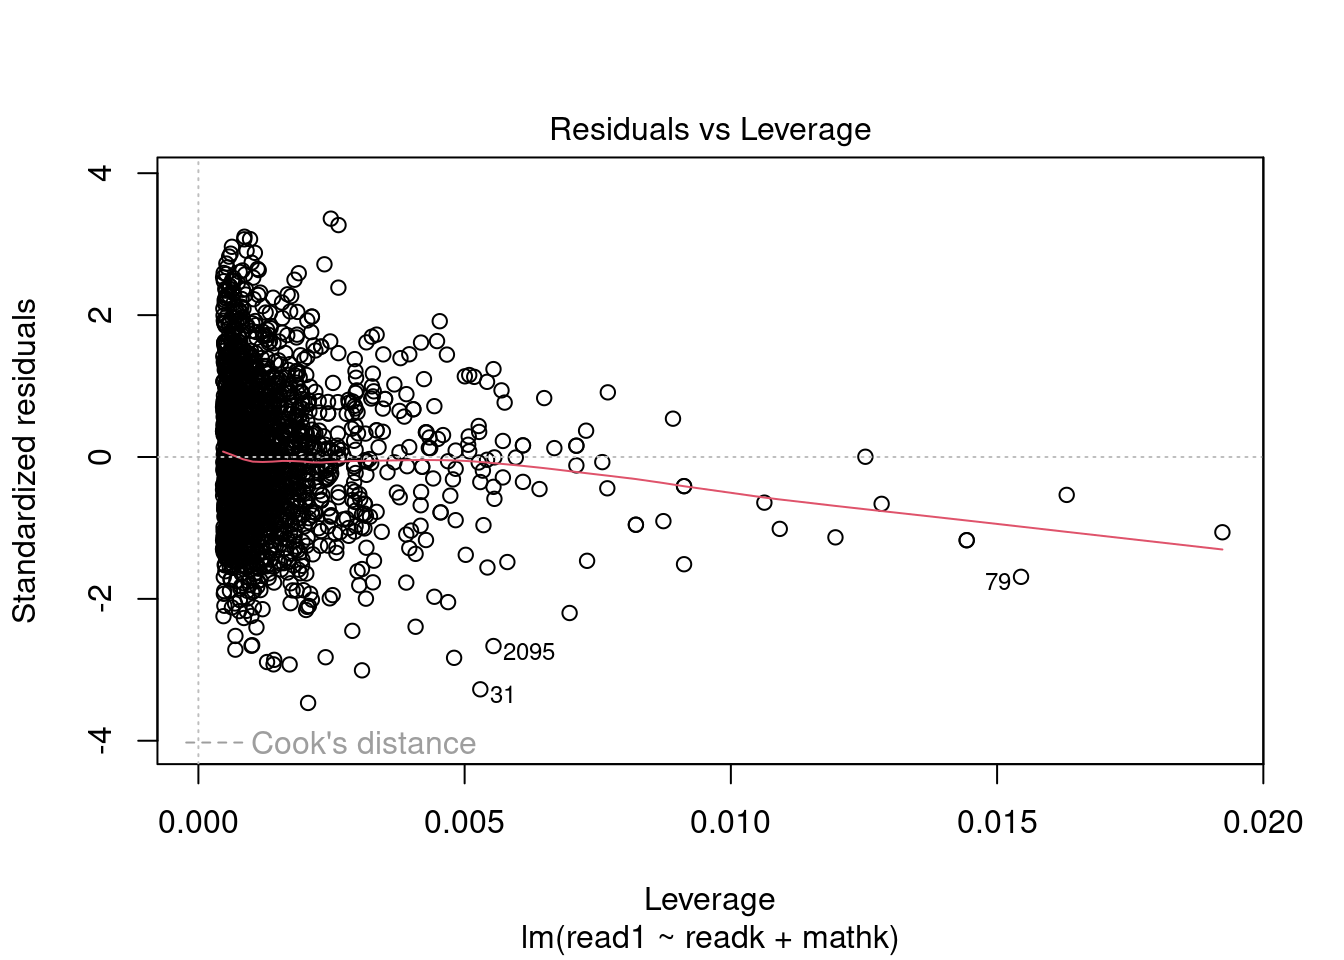 Residuals vs Leverage
Standardized residuals
4
2
0
-2
-4
79
2095
31
Cook's distance
0.000 0.005 0.010 0.015 0.020
Leverage
lm(read1 ~ readk + mathk)